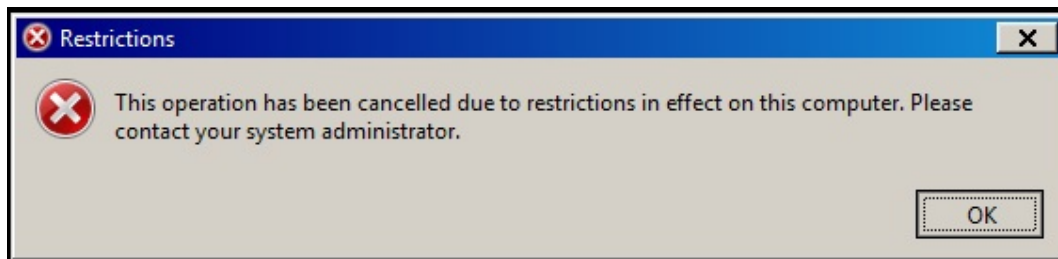 Restrictions
This operation has been cancelled due to restrictions in effect on this computer. Please
contact your system administrator.
OK